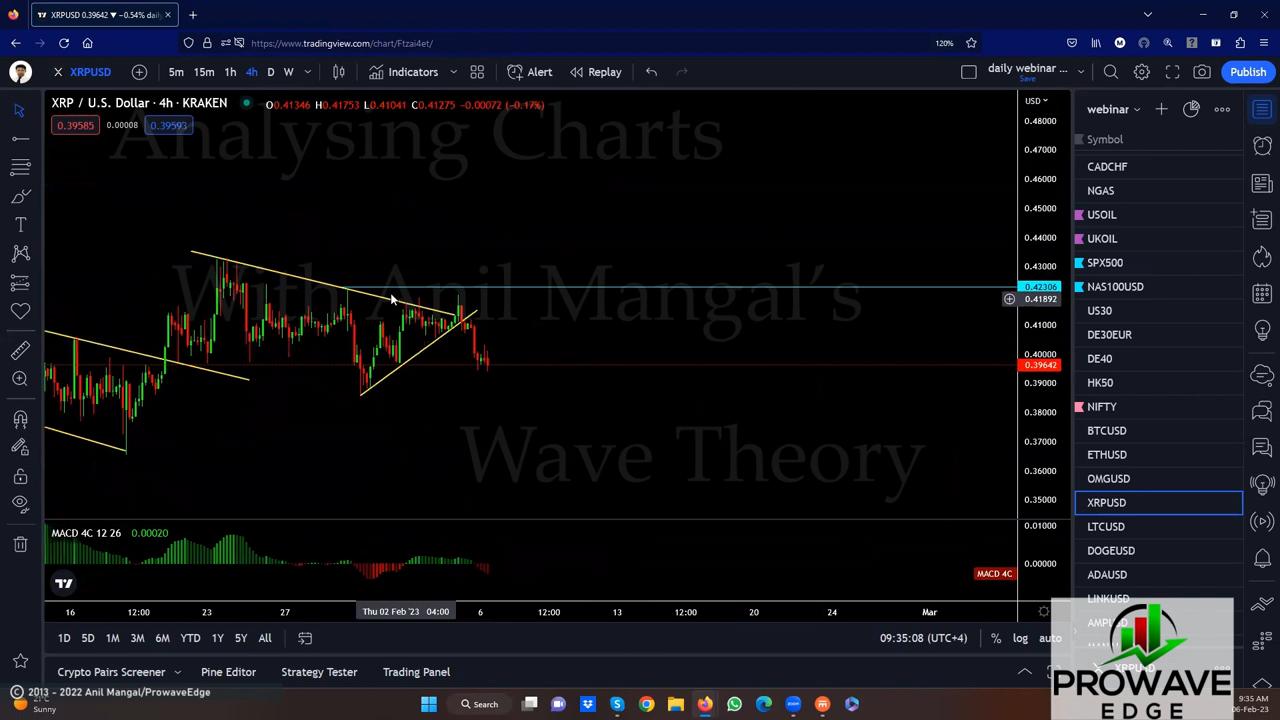 XRPUSD 0.39642 ▼ −0.54% daily
https://www.tradingview.com/chart/Ftzai4et/
120%
XRPUSD
5m 15m 1h 4h D W
Indicators
Alert
Replay
daily webinar ...
Save
Publish
XRP / U.S. Dollar · 4h · KRAKEN
O0.41346 H0.41753 L0.41041 C0.41275 −0.00072 (−0.17%)
0.39585 0.00008 0.39593
Analysing Charts
With Anil Mangal's
Wave Theory
USD
0.48000
0.47000
0.46000
0.45000
0.44000
0.43000
0.42306
0.41892
0.41000
0.40000
0.39642
0.39000
0.38000
0.37000
0.36000
0.35000
MACD 4C 12 26 0.00020
0.01000
0.00000
MACD 4C
16 12:00 23 27 Thu 02 Feb '23 04:00 6 12:00 13 12:00 20 24 Mar
1D 5D 1M 3M 6M YTD 1Y 5Y All
09:35:08 (UTC+4) % log auto
Crypto Pairs Screener
Pine Editor
Strategy Tester
Trading Panel
webinar
Symbol
CADCHF
NGAS
USOIL
UKOIL
SPX500
NAS100USD
US30
DE30EUR
DE40
HK50
NIFTY
BTCUSD
ETHUSD
OMGUSD
XRPUSD
LTCUSD
DOGEUSD
ADAUSD
LINKUSD
XRPUSD
PROWAVE
EDGE
© 2013 - 2022 Anil Mangal/ProwaveEdge
21°C
Sunny
Search
9:35 AM
06-Feb-23